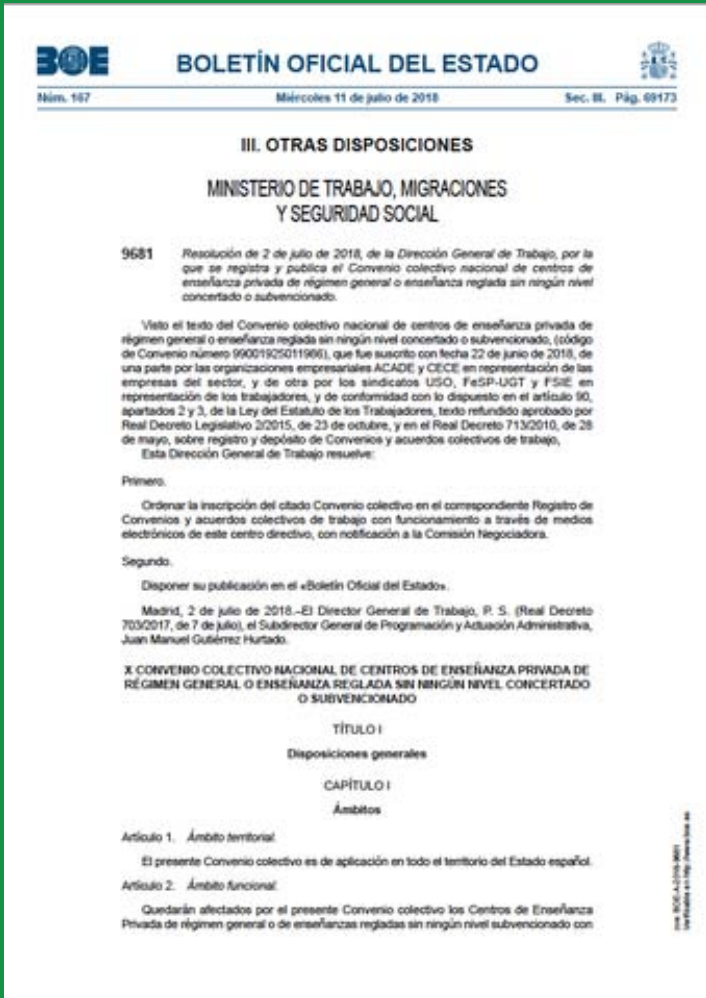 BOE
BOLETÍN OFICIAL DEL ESTADO
Núm. 167
Miércoles 11 de julio de 2018
Sec. III. Pág. 69173
III. OTRAS DISPOSICIONES
MINISTERIO DE TRABAJO, MIGRACIONES
Y SEGURIDAD SOCIAL
9681 Resolución de 2 de julio de 2018, de la Dirección General de Trabajo, por la
que se registra y publica el Convenio colectivo nacional de centros de
enseñanza privada de régimen general o enseñanza reglada sin ningún nivel
concertado o subvencionado.
Visto el texto del Convenio colectivo nacional de centros de enseñanza privada de
régimen general o enseñanza reglada sin ningún nivel concertado o subvencionado, (código
de Convenio número 99001925011986), que fue suscrito con fecha 22 de junio de 2018, de
una parte por las organizaciones empresariales ACADE y CECE en representación de las
empresas del sector, y de otra por los sindicatos USO, FeSP-UGT y FSIE en
representación de los trabajadores, y de conformidad con lo dispuesto en el artículo 90,
apartados 2 y 3, de la Ley del Estatuto de los Trabajadores, texto refundido aprobado por
Real Decreto Legislativo 2/2015, de 23 de octubre, y en el Real Decreto 713/2010, de 28
de mayo, sobre registro y depósito de Convenios y acuerdos colectivos de trabajo,
Esta Dirección General de Trabajo resuelve:
Primero.
Ordenar la inscripción del citado Convenio colectivo en el correspondiente Registro de
Convenios y acuerdos colectivos de trabajo con funcionamiento a través de medios
electrónicos de este centro directivo, con notificación a la Comisión Negociadora.
Segundo.
Disponer su publicación en el «Boletín Oficial del Estado».
Madrid, 2 de julio de 2018.–El Director General de Trabajo, P. S. (Real Decreto
703/2017, de 7 de julio), el Subdirector General de Programación y Actuación Administrativa,
Juan Manuel Gutiérrez Hurtado.
X CONVENIO COLECTIVO NACIONAL DE CENTROS DE ENSEÑANZA PRIVADA DE
RÉGIMEN GENERAL O ENSEÑANZA REGLADA SIN NINGÚN NIVEL CONCERTADO
O SUBVENCIONADO
TÍTULO I
Disposiciones generales
CAPÍTULO I
Ámbitos
Artículo 1. Ámbito territorial.
El presente Convenio colectivo es de aplicación en todo el territorio del Estado español.
Artículo 2. Ámbito funcional.
Quedarán afectados por el presente Convenio colectivo los Centros de Enseñanza
Privada de régimen general o de enseñanzas regladas sin ningún nivel subvencionado con
cve: BOE-A-2018-9681
Verificable en http://www.boe.es